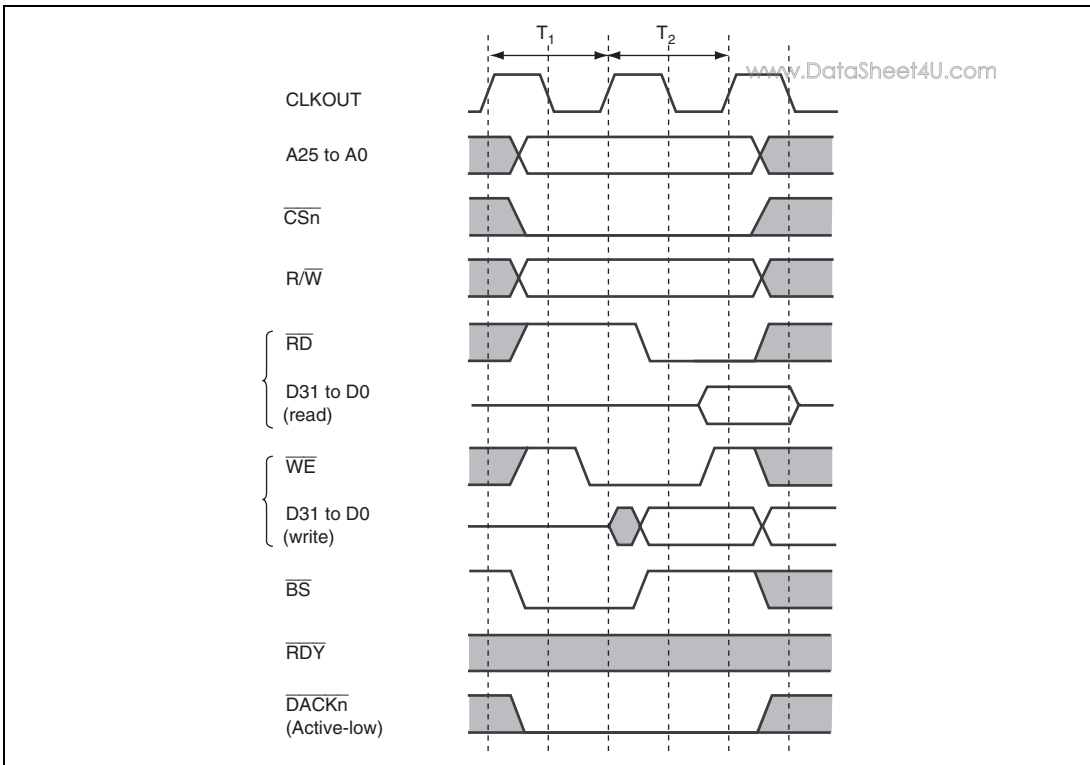 T1 T2
www.DataSheet4U.com
CLKOUT
A25 to A0
CSn
R/W
RD
D31 to D0
(read)
WE
D31 to D0
(write)
BS
RDY
DACKn
(Active-low)